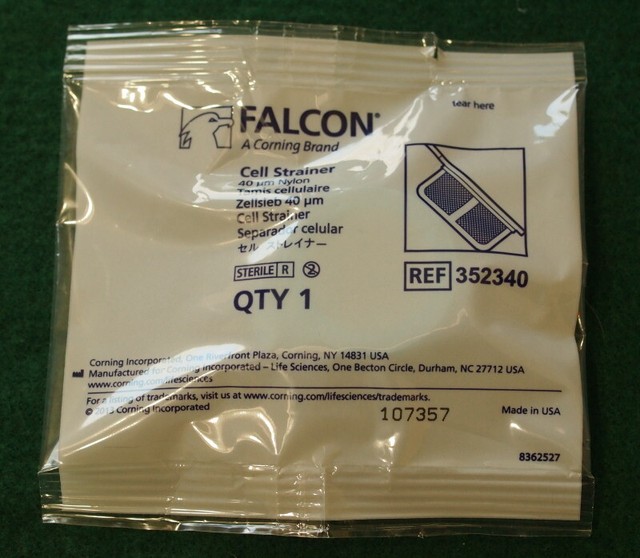 tear here
FALCON®
A Corning Brand
Cell Strainer
40 µm Nylon
Tamis cellulaire
Zellsieb 40 µm
Cell Strainer
Separador celular
セル ストレイナー
STERILE R 2
QTY 1
REF 352340
Corning Incorporated, One Riverfront Plaza, Corning, NY 14831 USA
Manufactured for Corning Incorporated – Life Sciences, One Becton Circle, Durham, NC 27712 USA
www.corning.com/lifesciences
For a listing of trademarks, visit us at www.corning.com/lifesciences/trademarks.
© 2013 Corning Incorporated
107357
Made in USA
8362527